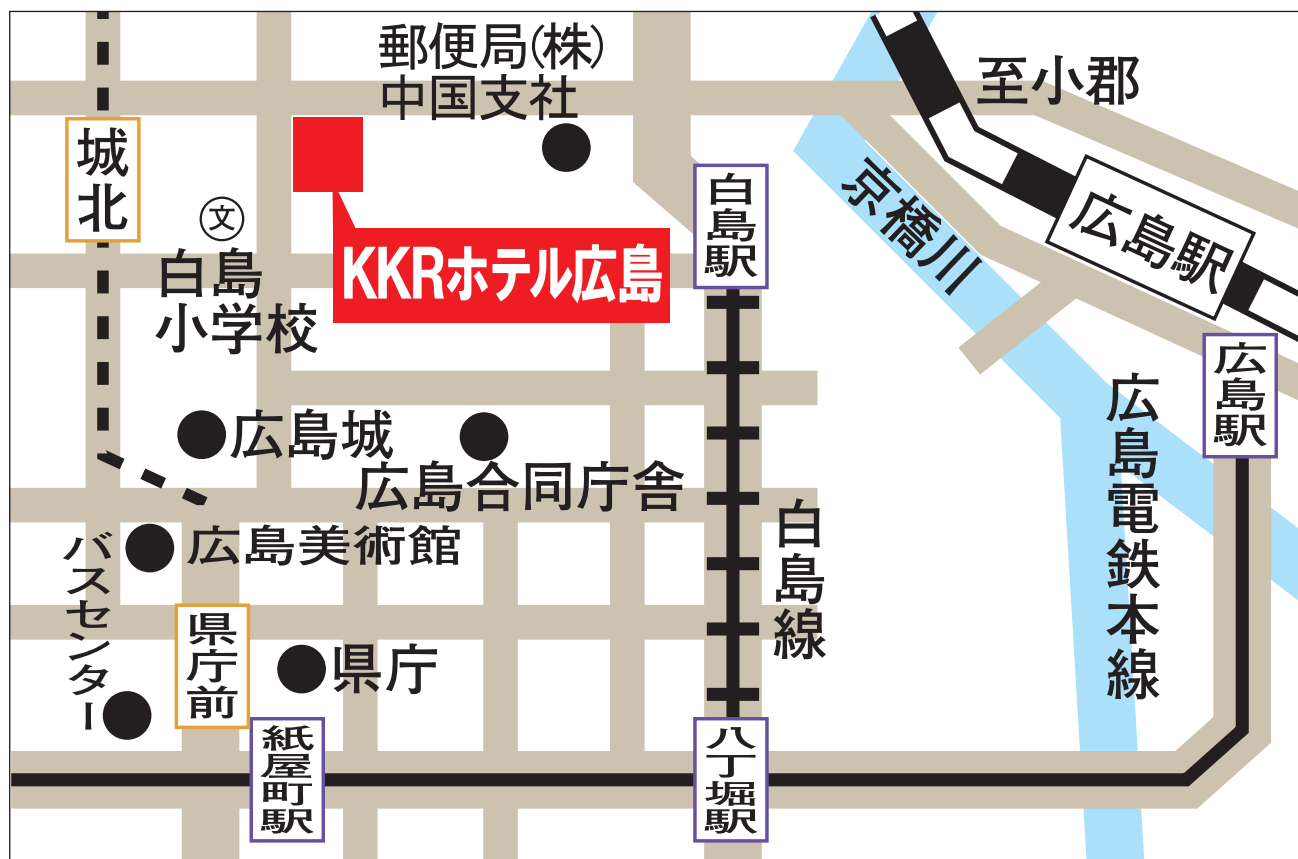 郵便局(株)
中国支社
至小郡
城北
文
白島
小学校
KKRホテル広島
白島駅
京橋川
広島駅
広島駅
広島城
広島合同庁舎
広島美術館
バスセンター
白島線
広島電鉄本線
県庁前
県庁
紙屋町駅
八丁堀駅